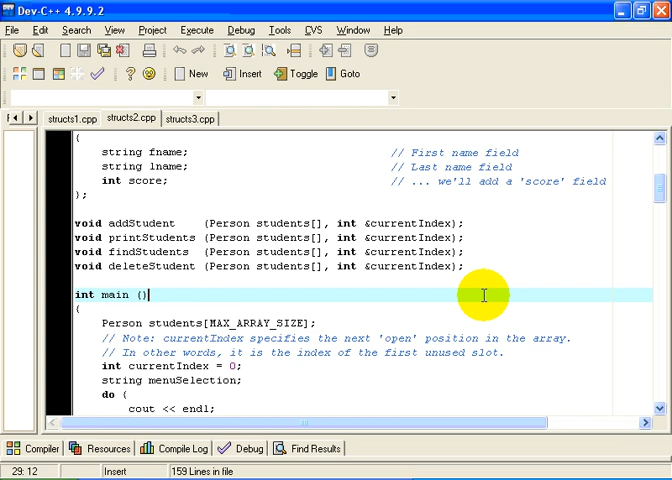 Dev-C++ 4.9.9.2
File Edit Search View Project Execute Debug Tools CVS Window Help
New Insert Toggle Goto
structs1.cpp structs2.cpp structs3.cpp
{
string fname; // First name field
string lname; // Last name field
int score; // ... we'll add a 'score' field
};
void addStudent (Person students[], int &currentIndex);
void printStudents (Person students[], int &currentIndex);
void findStudents (Person students[], int &currentIndex);
void deleteStudent (Person students[], int &currentIndex);
int main ()
{
Person students[MAX_ARRAY_SIZE];
// Note: currentIndex specifies the next 'open' position in the array.
// In other words, it is the index of the first unused slot.
int currentIndex = 0;
string menuSelection;
do {
cout << endl;
Compiler Resources Compile Log Debug Find Results
29: 12 Insert 159 Lines in file